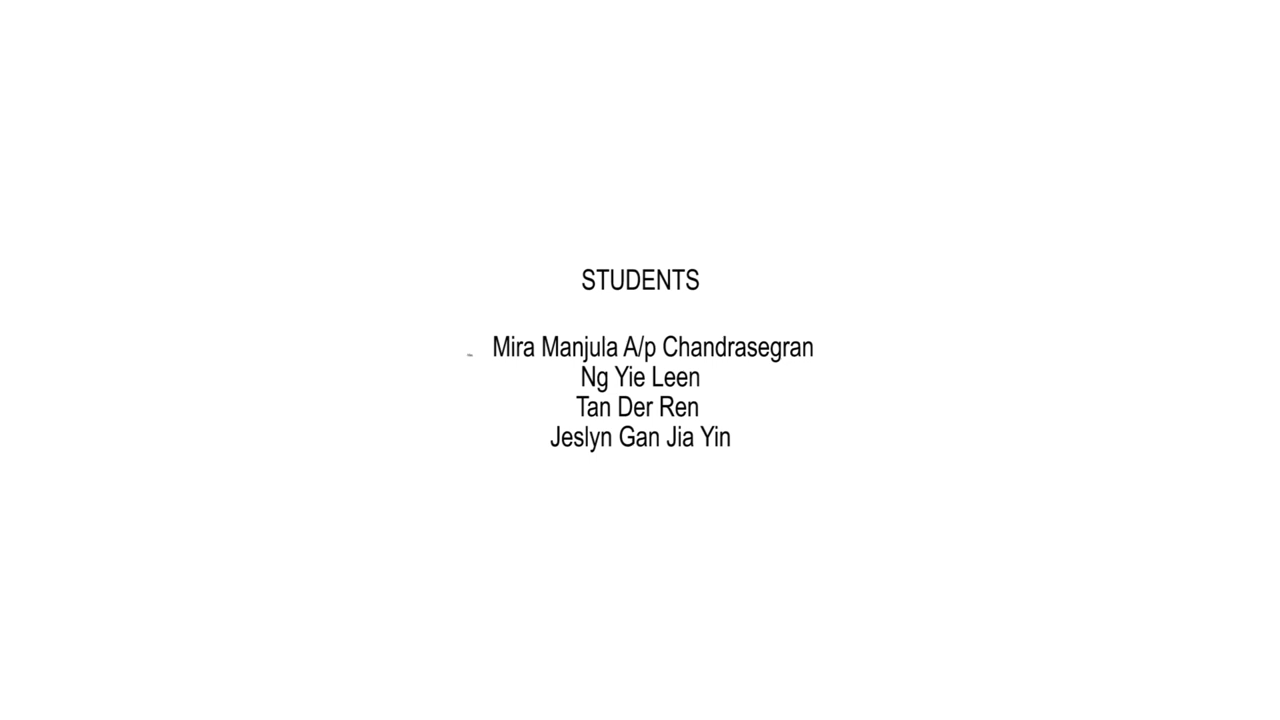 STUDENTS
Mira Manjula A/p Chandrasegran
Ng Yie Leen
Tan Der Ren
Jeslyn Gan Jia Yin